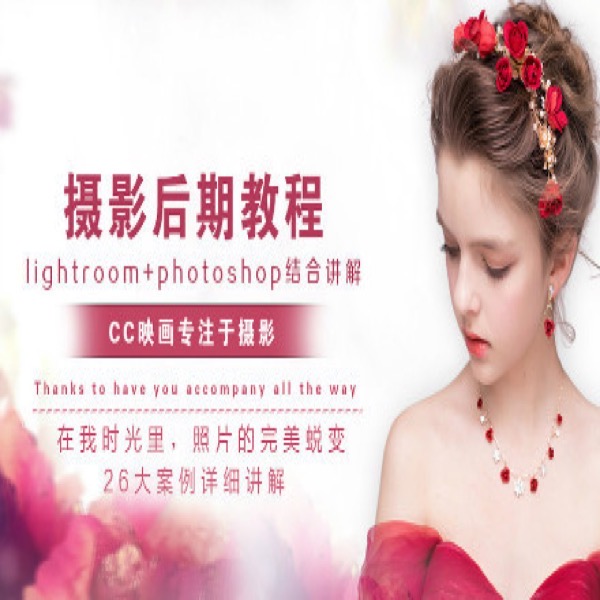 摄影后期教程
lightroom+photoshop结合讲解
CC映画专注于摄影
Thanks to have you accompany all the way
在我时光里，照片的完美蜕变
26大案例详细讲解